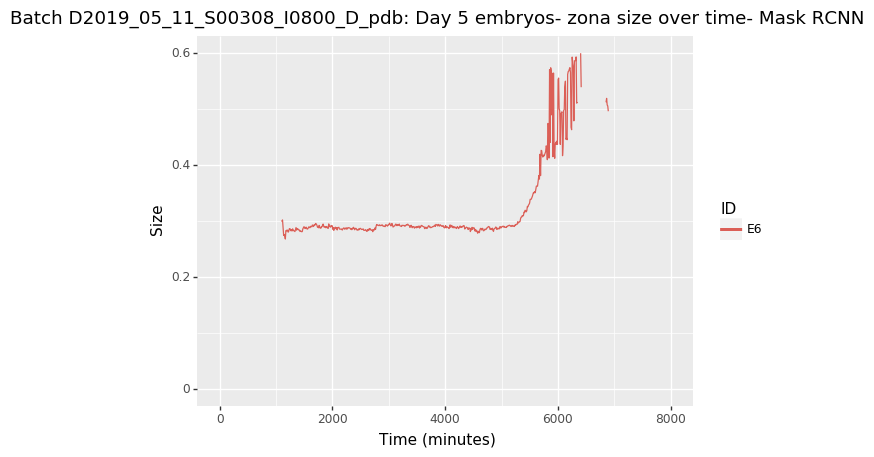 Batch D2019_05_11_S00308_I0800_D_pdb: Day 5 embryos- zona size over time- Mask RCNN
0.6
0.4
0.2
0
Size
0 2000 4000 6000 8000
Time (minutes)
ID
E6